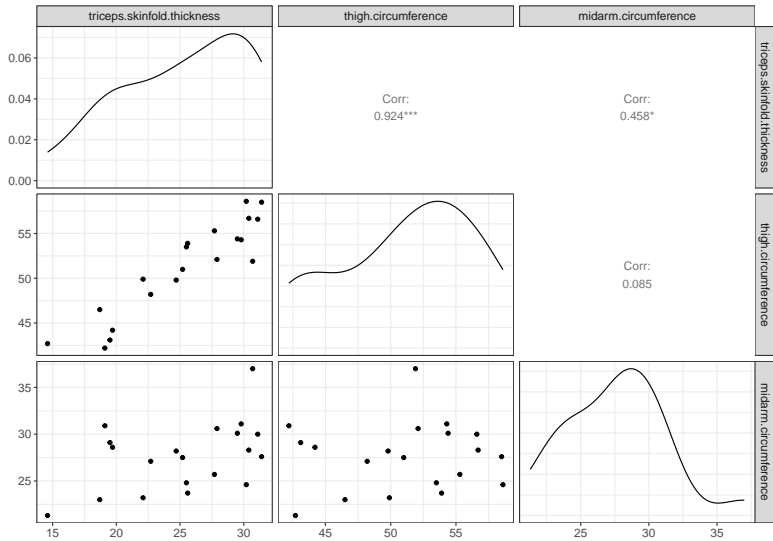 triceps.skinfold.thickness thigh.circumference midarm.circumference
0.06
0.04
0.02
0.00
Corr:
0.924***
Corr:
0.458*
triceps.skinfold.thickness
55
50
45
Corr:
0.085
thigh.circumference
35
30
25
midarm.circumference
15 20 25 30 45 50 55 25 30 35